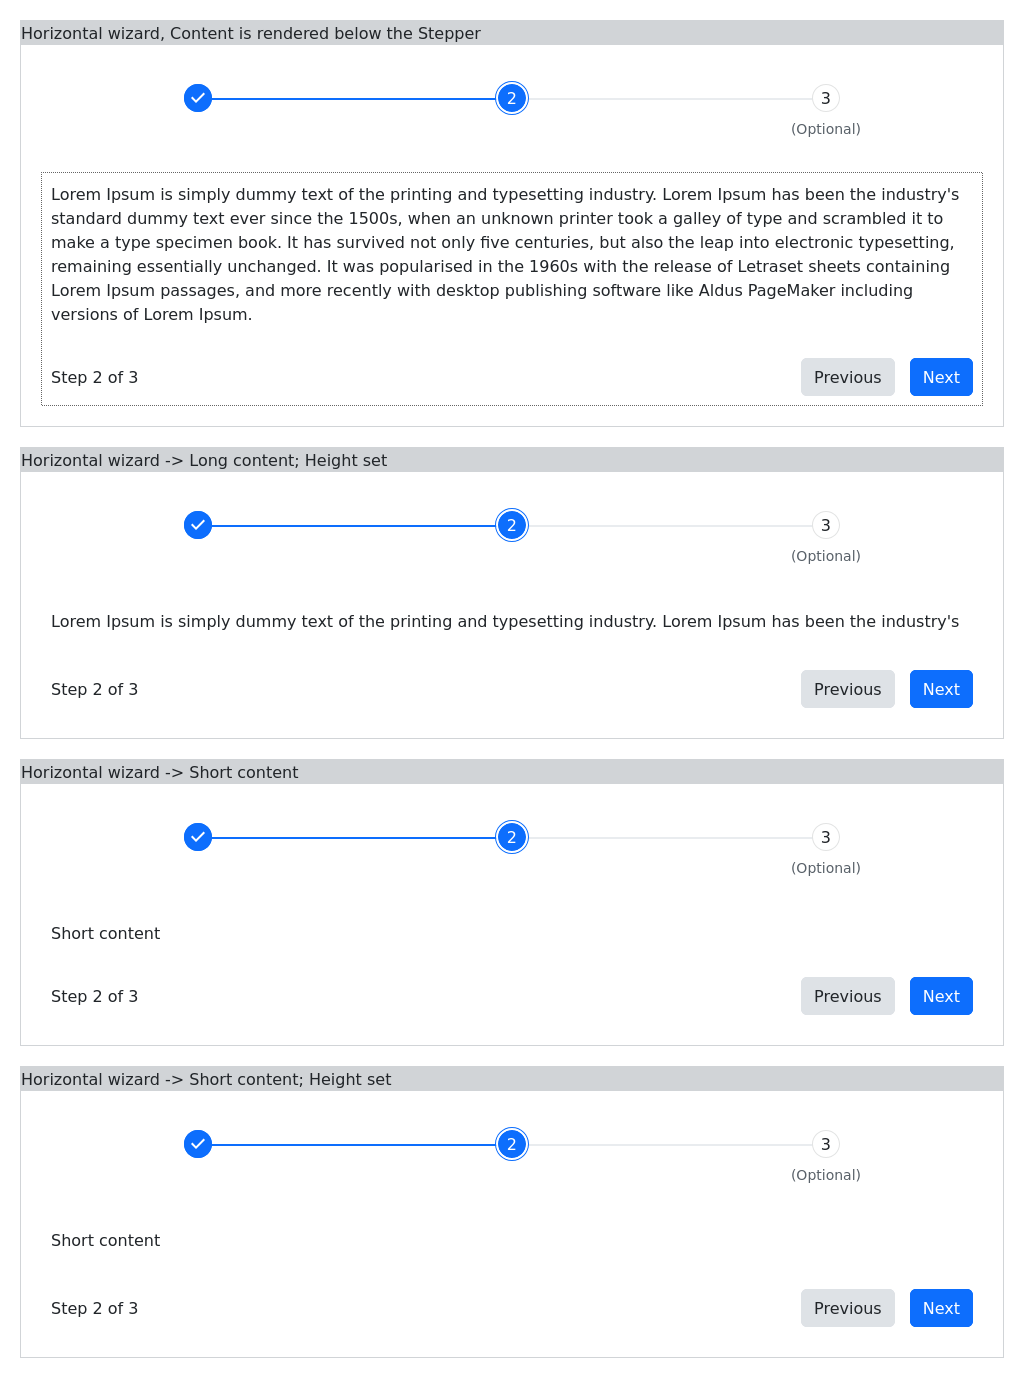 Horizontal wizard, Content is rendered below the Stepper
2
3
(Optional)
Lorem Ipsum is simply dummy text of the printing and typesetting industry. Lorem Ipsum has been the industry's
standard dummy text ever since the 1500s, when an unknown printer took a galley of type and scrambled it to
make a type specimen book. It has survived not only five centuries, but also the leap into electronic typesetting,
remaining essentially unchanged. It was popularised in the 1960s with the release of Letraset sheets containing
Lorem Ipsum passages, and more recently with desktop publishing software like Aldus PageMaker including
versions of Lorem Ipsum.
Step 2 of 3
Previous
Next
Horizontal wizard -> Long content; Height set
2
3
(Optional)
Lorem Ipsum is simply dummy text of the printing and typesetting industry. Lorem Ipsum has been the industry's
Step 2 of 3
Previous
Next
Horizontal wizard -> Short content
2
3
(Optional)
Short content
Step 2 of 3
Previous
Next
Horizontal wizard -> Short content; Height set
2
3
(Optional)
Short content
Step 2 of 3
Previous
Next